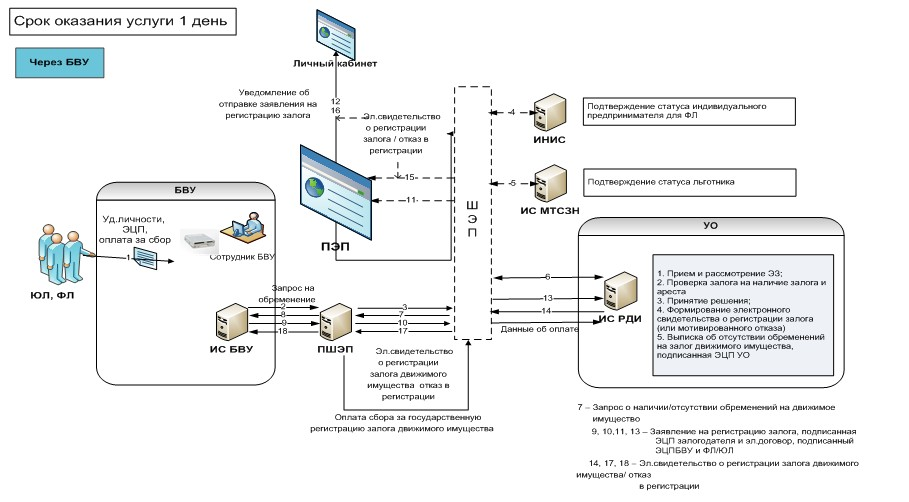 Срок оказания услуги 1 день
Через БВУ
Личный кабинет
Уведомление об
отправке заявления на
регистрацию залога
12
16
Эл.свидетельство
о регистрации
залога / отказ в
регистрации
15
11
ПЭП
Ш
Э
П
4
ИНИС
Подтверждение статуса индивидуального
предпринимателя для ФЛ
5
ИС МТСЗН
Подтверждение статуса льготника
БВУ
Уд.личности,
ЭЦП,
оплата за сбор
1
Сотрудник БВУ
ЮЛ, ФЛ
Запрос на
обременение
2
8
9
18
ИС БВУ
ПШЭП
3
7
10
17
Эл.свидетельство
о регистрации
залога движимого
имущества отказ в
регистрации
Оплата сбора за государственную
регистрацию залога движимого имущества
6
13
14
Данные об оплате
УО
ИС РДИ
1. Прием и рассмотрение ЭЗ;
2. Проверка залога на наличие залога и
ареста
3. Принятие решения;
4. Формирование электронного
свидетельства о регистрации залога
(или мотивированного отказа)
5. Выписка об отсутствии обременений
на залог движимого имущества,
подписанная ЭЦП УО
7 – Запрос о наличии/отсутствии обременений на движимое
имущество
9, 10,11, 13 – Заявление на регистрацию залога, подписанная
ЭЦП залогодателя и эл.договор, подписанный
ЭЦПБВУ и ФЛ/ЮЛ
14, 17, 18 – Эл.свидетельство о регистрации залога движимого
имущества/ отказ
в регистрации